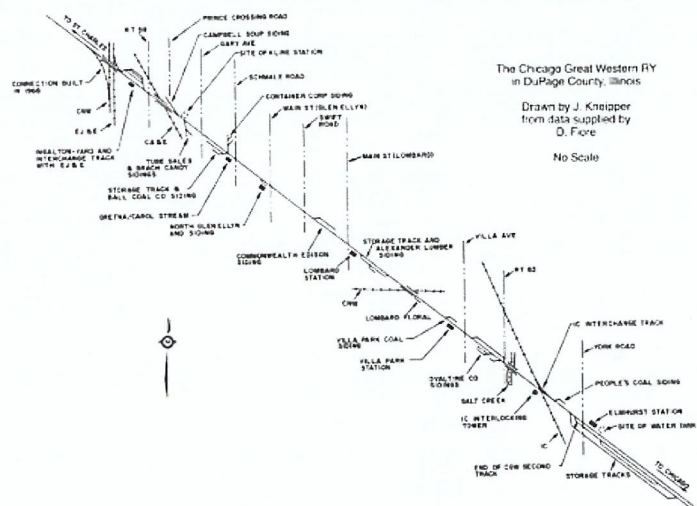 TO ST. CHARLES
RT 59
PRINCE CROSSING ROAD
CAMPBELL SOUP SIDING
GARY AVE
SITE OF KLINE STATION
SCHMALE ROAD
CONTAINER CORP SIDING
MAIN ST (GLEN ELLYN)
SWIFT
ROAD
MAIN ST (LOMBARD)
CONNECTION BUILT
IN 1966
CNW
EJ & E
INGALTON-YARD AND
INTERCHANGE TRACK
WITH EJ & E
CA & E
TUBE SALES
& BRACH CANDY
SIDINGS
STORAGE TRACK &
BALL COAL CO SIDING
GRETNA/CAROL STREAM
NORTH GLEN ELLYN
AND SIDING
COMMONWEALTH EDISON
SIDING
LOMBARD
STATION
STORAGE TRACK AND
ALEXANDER LUMBER
SIDING
VILLA AVE
RT 83
CNW
LOMBARD FLORAL
VILLA PARK COAL
SIDING
VILLA PARK
STATION
OVALTINE CO
SIDINGS
SALT CREEK
IC INTERLOCKING
TOWER
IC
IC INTERCHANGE TRACK
YORK ROAD
PEOPLE'S COAL SIDING
ELMHURST STATION
SITE OF WATER TANK
END OF CGW SECOND
TRACK
STORAGE TRACKS
TO CHICAGO
The Chicago Great Western RY
in DuPage County, Illinois
Drawn by J. Kneipper
from data supplied by
D. Fiore
No Scale